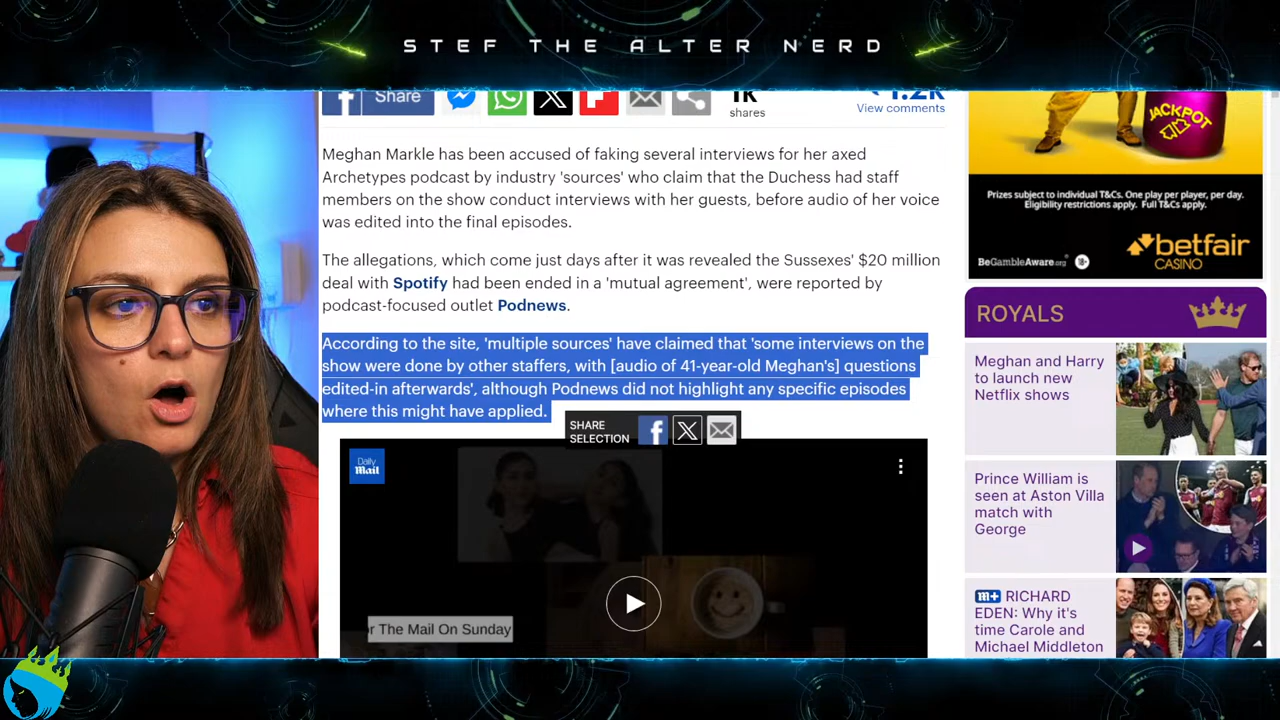 STEF THE ALTER NERD
Share
1k
shares
1.2k
View comments
Meghan Markle has been accused of faking several interviews for her axed
Archetypes podcast by industry 'sources' who claim that the Duchess had staff
members on the show conduct interviews with her guests, before audio of her voice
was edited into the final episodes.
The allegations, which come just days after it was revealed the Sussexes' $20 million
deal with Spotify had been ended in a 'mutual agreement', were reported by
podcast-focused outlet Podnews.
According to the site, 'multiple sources' have claimed that 'some interviews on the
show were done by other staffers, with [audio of 41-year-old Meghan's] questions
edited-in afterwards', although Podnews did not highlight any specific episodes
where this might have applied.
SHARE
SELECTION
Daily
Mail
r The Mail On Sunday
JACKPOT
Prizes subject to individual T&Cs. One play per player, per day.
Eligibility restrictions apply. Full T&Cs apply.
BeGambleAware.org
18+
betfair
CASINO
ROYALS
Meghan and Harry
to launch new
Netflix shows
Prince William is
seen at Aston Villa
match with
George
m+ RICHARD
EDEN: Why it's
time Carole and
Michael Middleton